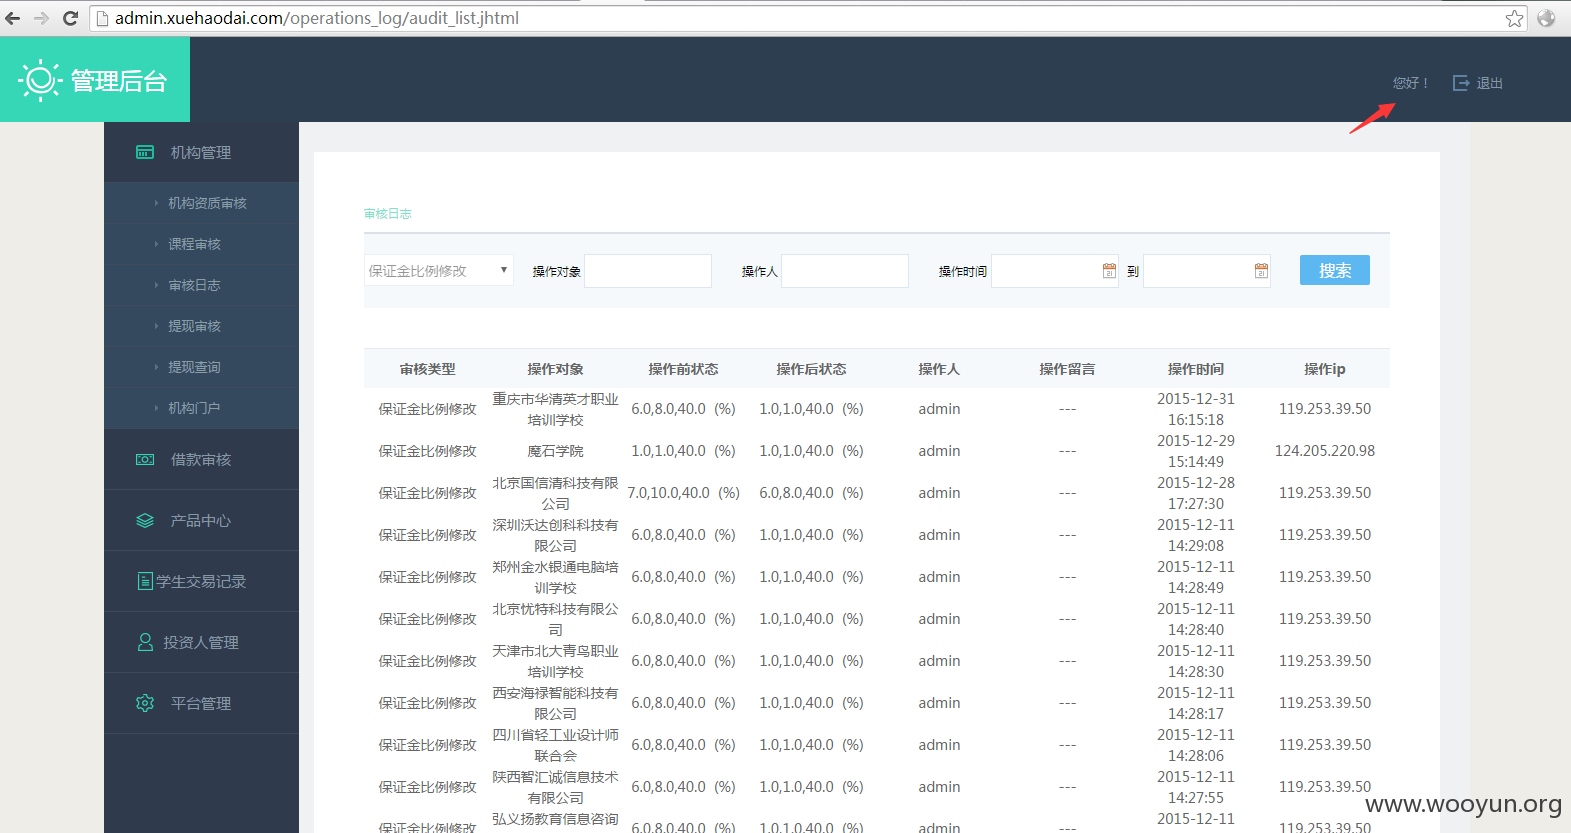 admin.xuehaodai.com/operations_log/audit_list.jhtml
管理后台
您好！ 退出
机构管理
机构资质审核
课程审核
审核日志
提现审核
提现查询
机构门户
借款审核
产品中心
学生交易记录
投资人管理
平台管理
审核日志
保证金比例修改 操作对象 操作人 操作时间 到 搜索
审核类型 操作对象 操作前状态 操作后状态 操作人 操作留言 操作时间 操作ip
保证金比例修改 重庆市华清英才职业培训学校 6.0,8.0,40.0 (%) 1.0,1.0,40.0 (%) admin --- 2015-12-31 16:15:18 119.253.39.50
保证金比例修改 魔石学院 1.0,1.0,40.0 (%) 1.0,1.0,40.0 (%) admin --- 2015-12-29 15:14:49 124.205.220.98
保证金比例修改 北京国信清科技有限公司 7.0,10.0,40.0 (%) 6.0,8.0,40.0 (%) admin --- 2015-12-28 17:27:30 119.253.39.50
保证金比例修改 深圳沃达创科科技有限公司 6.0,8.0,40.0 (%) 1.0,1.0,40.0 (%) admin --- 2015-12-11 14:29:08 119.253.39.50
保证金比例修改 郑州金水银通电脑培训学校 6.0,8.0,40.0 (%) 1.0,1.0,40.0 (%) admin --- 2015-12-11 14:28:49 119.253.39.50
保证金比例修改 北京忧特科技有限公司 6.0,8.0,40.0 (%) 1.0,1.0,40.0 (%) admin --- 2015-12-11 14:28:40 119.253.39.50
保证金比例修改 天津市北大青鸟职业培训学校 6.0,8.0,40.0 (%) 1.0,1.0,40.0 (%) admin --- 2015-12-11 14:28:30 119.253.39.50
保证金比例修改 西安海禄智能科技有限公司 6.0,8.0,40.0 (%) 1.0,1.0,40.0 (%) admin --- 2015-12-11 14:28:17 119.253.39.50
保证金比例修改 四川省轻工业设计师联合会 6.0,8.0,40.0 (%) 1.0,1.0,40.0 (%) admin --- 2015-12-11 14:28:06 119.253.39.50
保证金比例修改 陕西智汇诚信息技术有限公司 6.0,8.0,40.0 (%) 1.0,1.0,40.0 (%) admin --- 2015-12-11 14:27:55 119.253.39.50
保证金比例修改 弘义扬教育信息咨询 6.0,8.0,40.0 (%) 1.0,1.0,40.0 (%) admin --- 2015-12-11 119.253.39.50
www.wooyun.org